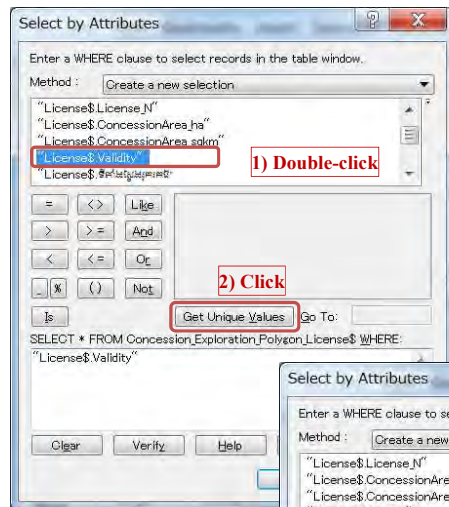 Select by Attributes
Enter a WHERE clause to select records in the table window.
Method : Create a new selection
"License$.License_N"
"License$.ConcessionArea_ha"
"License$.ConcessionArea_sqkm"
"License$.Validity"
1) Double-click
"License$.
= <> Like
> >= And
< <= Or
_ % () Not
2) Click
Is Get Unique Values Go To:
SELECT * FROM Concession_Exploration_Polygon_License$ WHERE:
"License$.Validity"
Clear Verify Help
Select by Attributes
Enter a WHERE clause to se
Method : Create a new
"License$.License_N"
"License$.ConcessionAre
"License$.ConcessionAre